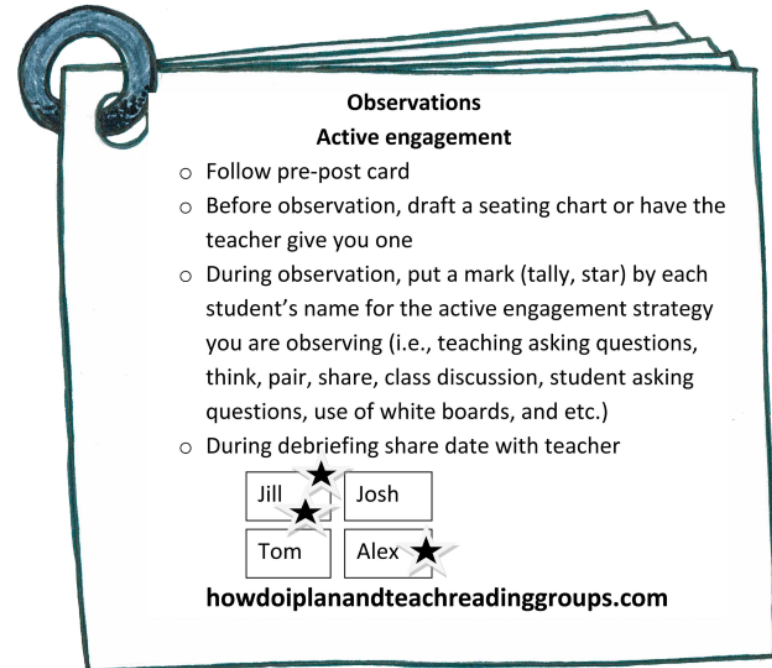 Observations
Active engagement
o Follow pre-post card
o Before observation, draft a seating chart or have the
teacher give you one
o During observation, put a mark (tally, star) by each
student’s name for the active engagement strategy
you are observing (i.e., teaching asking questions,
think, pair, share, class discussion, student asking
questions, use of white boards, and etc.)
o During debriefing share date with teacher
Jill Josh
Tom Alex
howdoiplanandteachreadinggroups.com